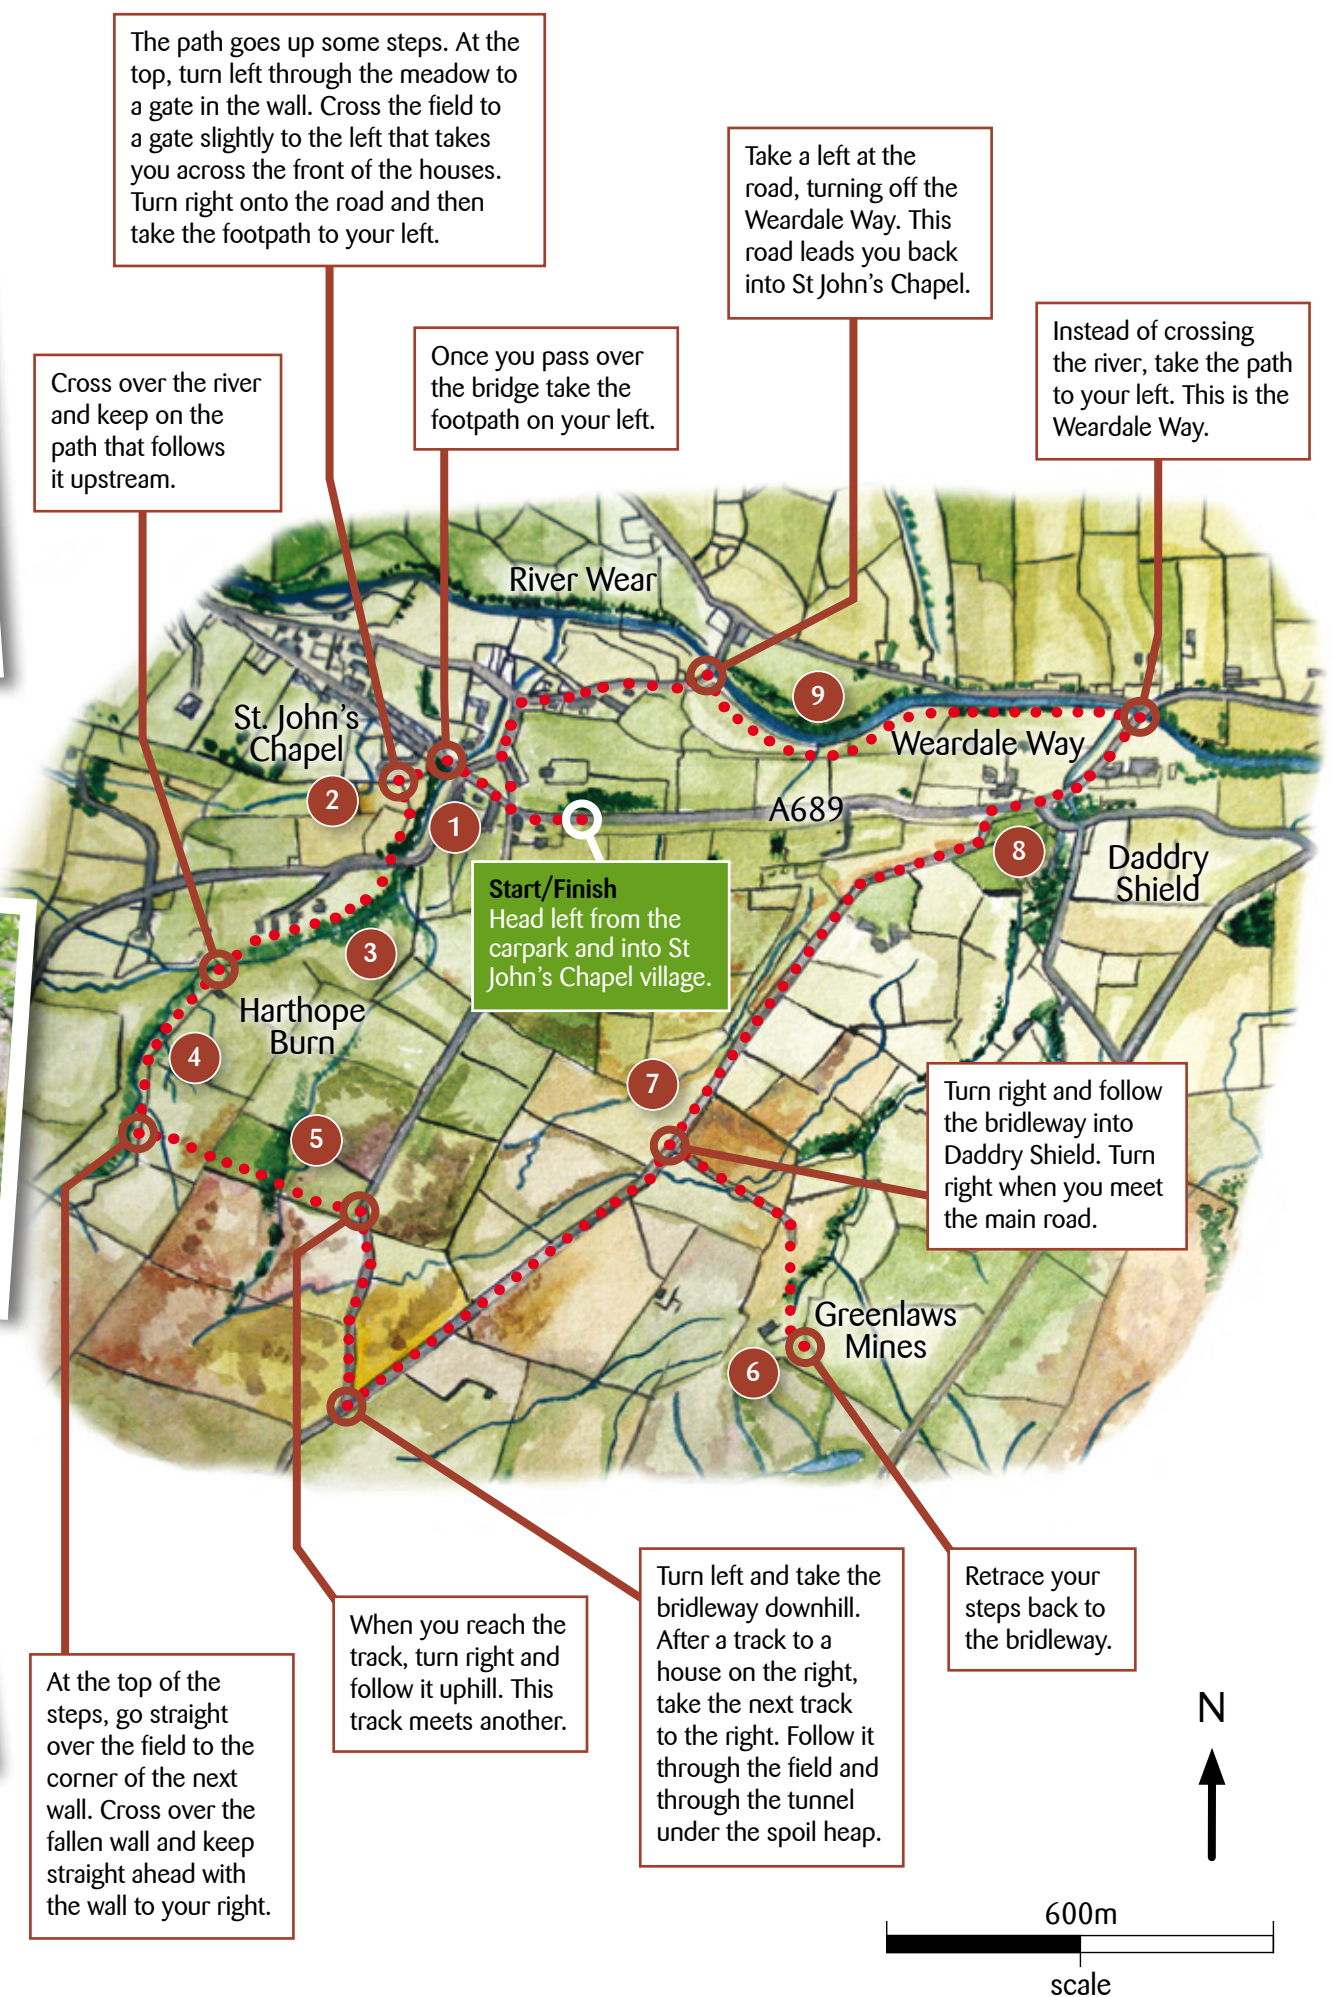 The path goes up some steps. At the
top, turn left through the meadow to
a gate in the wall. Cross the field to
a gate slightly to the left that takes
you across the front of the houses.
Turn right onto the road and then
take the footpath to your left.
Take a left at the
road, turning off the
Weardale Way. This
road leads you back
into St John's Chapel.
Instead of crossing
the river, take the path
to your left. This is the
Weardale Way.
Once you pass over
the bridge take the
footpath on your left.
Cross over the river
and keep on the
path that follows
it upstream.
River Wear
9
St. John's
Chapel
Weardale Way
2
1
A689
8
Daddry
Shield
Start/Finish
Head left from the
carpark and into St
John's Chapel village.
3
Harthope
Burn
4
7
5
Turn right and follow
the bridleway into
Daddry Shield. Turn
right when you meet
the main road.
Greenlaws
Mines
6
At the top of the
steps, go straight
over the field to the
corner of the next
wall. Cross over the
fallen wall and keep
straight ahead with
the wall to your right.
When you reach the
track, turn right and
follow it uphill. This
track meets another.
Turn left and take the
bridleway downhill.
After a track to a
house on the right,
take the next track
to the right. Follow it
through the field and
through the tunnel
under the spoil heap.
Retrace your
steps back to
the bridleway.
N
600m
scale